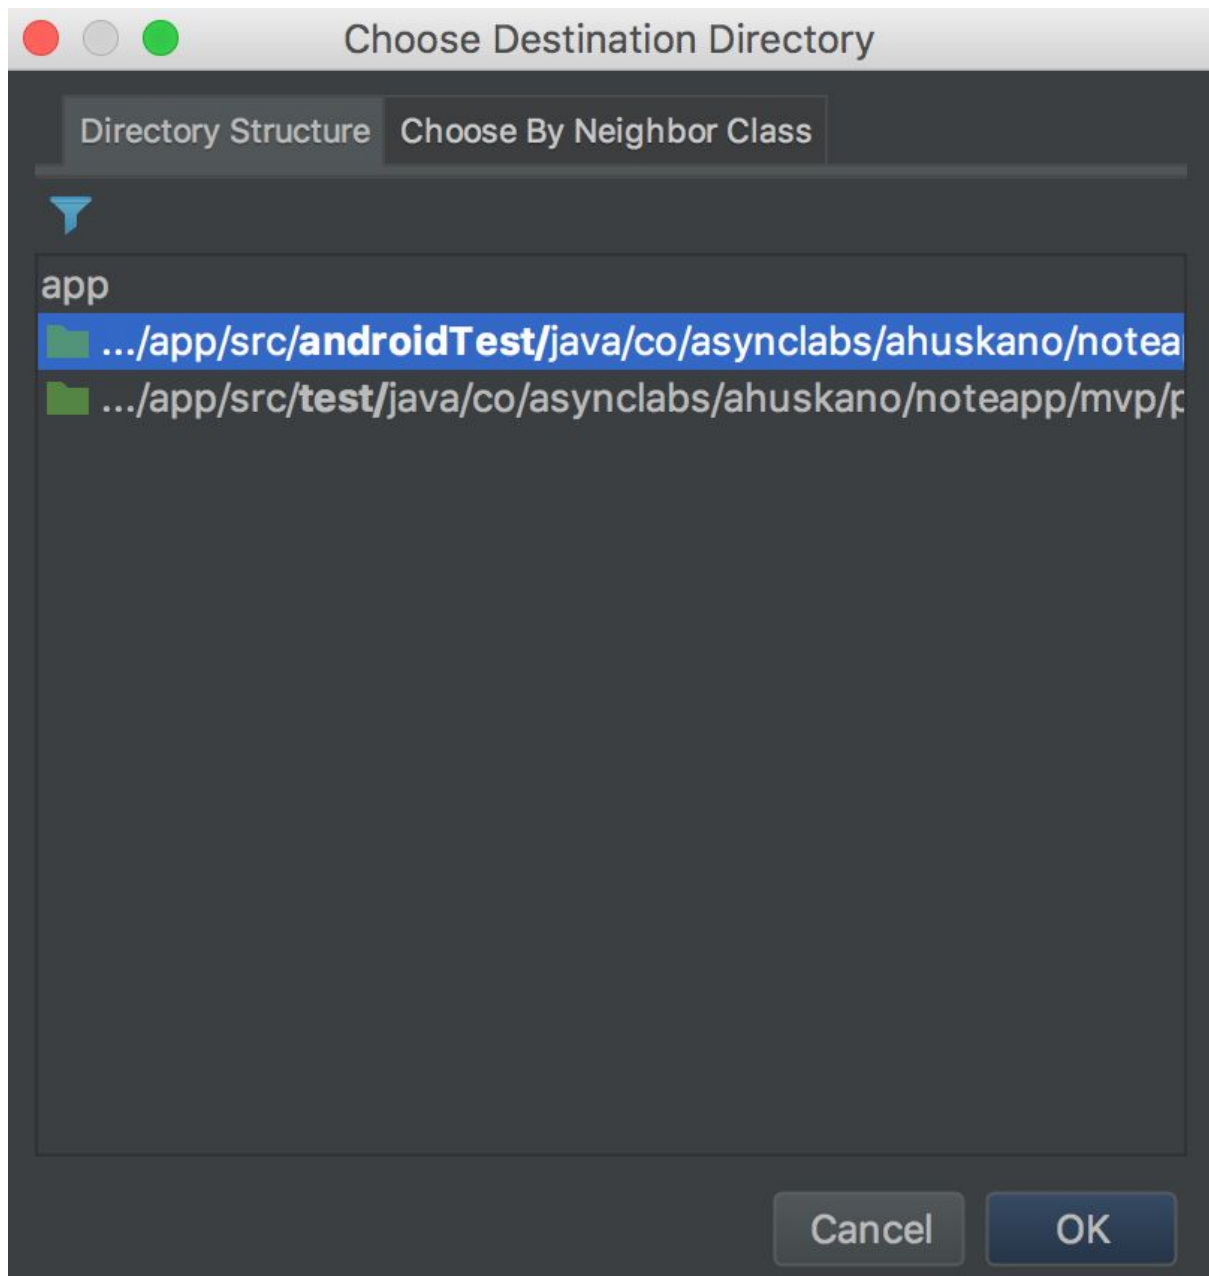 Choose Destination Directory
Directory Structure Choose By Neighbor Class
app
.../app/src/androidTest/java/co/asynclabs/ahuskano/notea
.../app/src/test/java/co/asynclabs/ahuskano/noteapp/mvp/p
Cancel OK